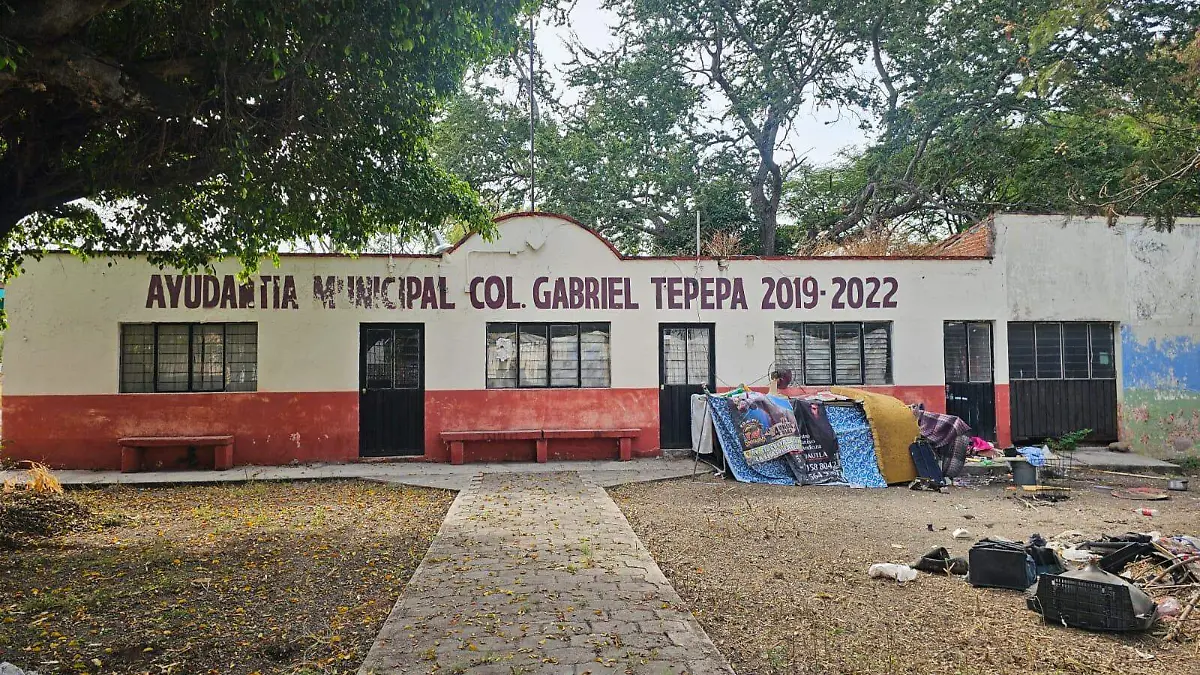 AYUDANTIA MUNICIPAL COL. GABRIEL TEPEPA 2019-2022